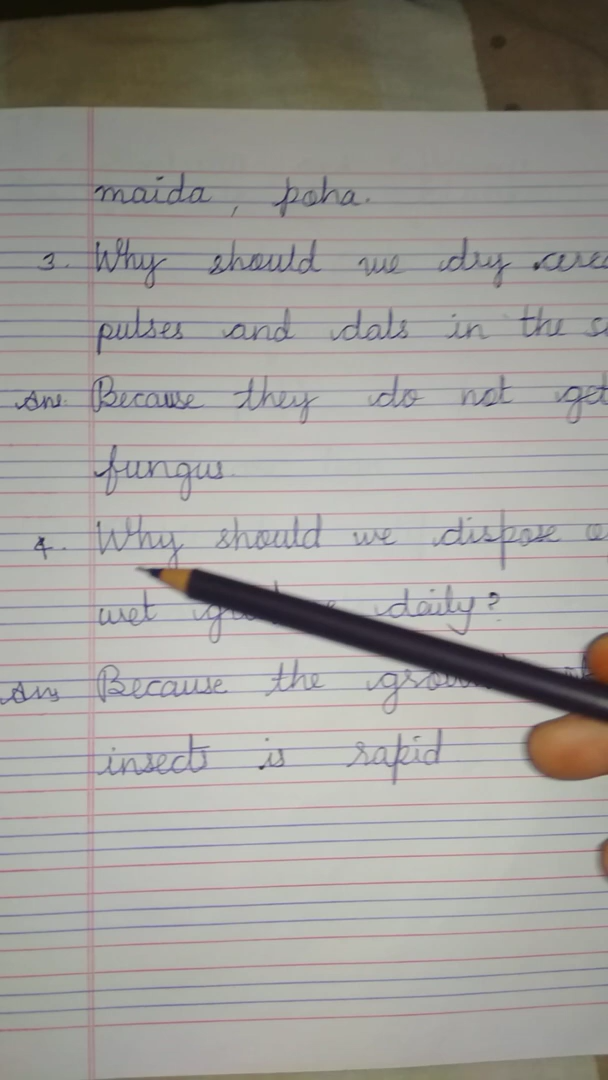 maida, poha.
3. Why should we dry
pulses and dals in the
Ans. Because they do not
fungus.
4. Why should we dispose
wet daily?
Ans Because the
insects is rapid